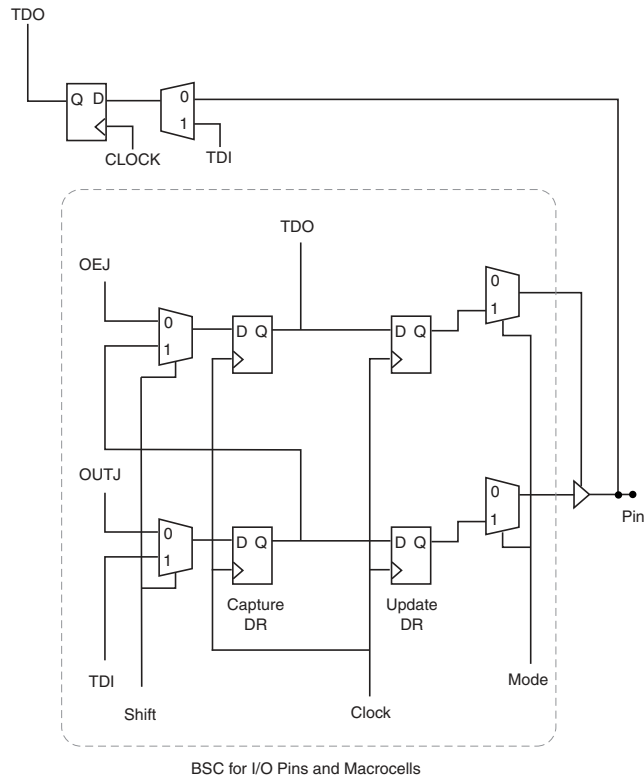 TDO
Q D
0
1
CLOCK
TDI
TDO
OEJ
0
1
D Q
D Q
0
1
OUTJ
0
1
D Q
D Q
0
1
Pin
Capture
DR
Update
DR
TDI
Shift
Clock
Mode
BSC for I/O Pins and Macrocells